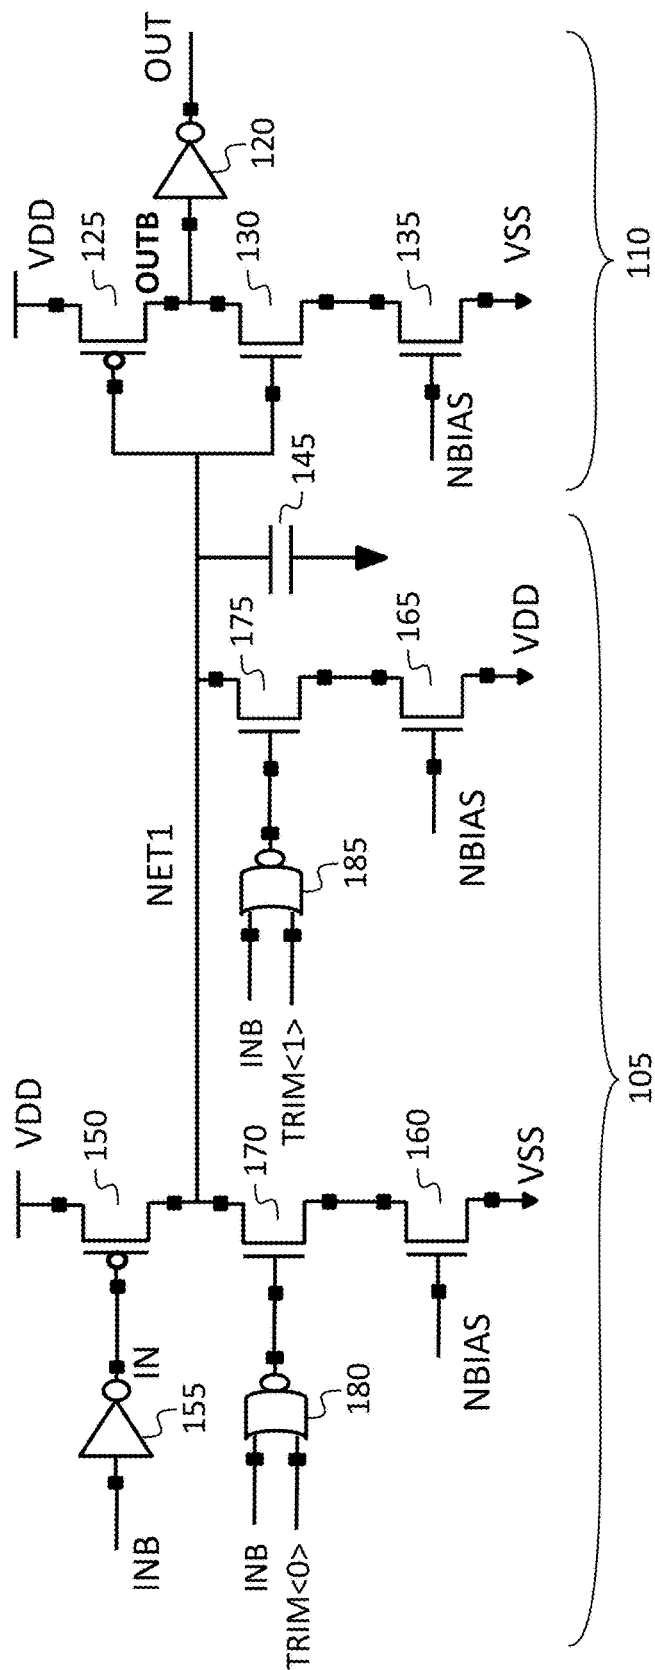 INB
IN
155
VDD
150
INB
TRIM<0>
180
170
NBIAS
160
VSS
NET1
INB
TRIM<1>
185
175
NBIAS
165
VDD
145
105
VDD
125
OUTB
130
NBIAS
135
VSS
120
OUT
110